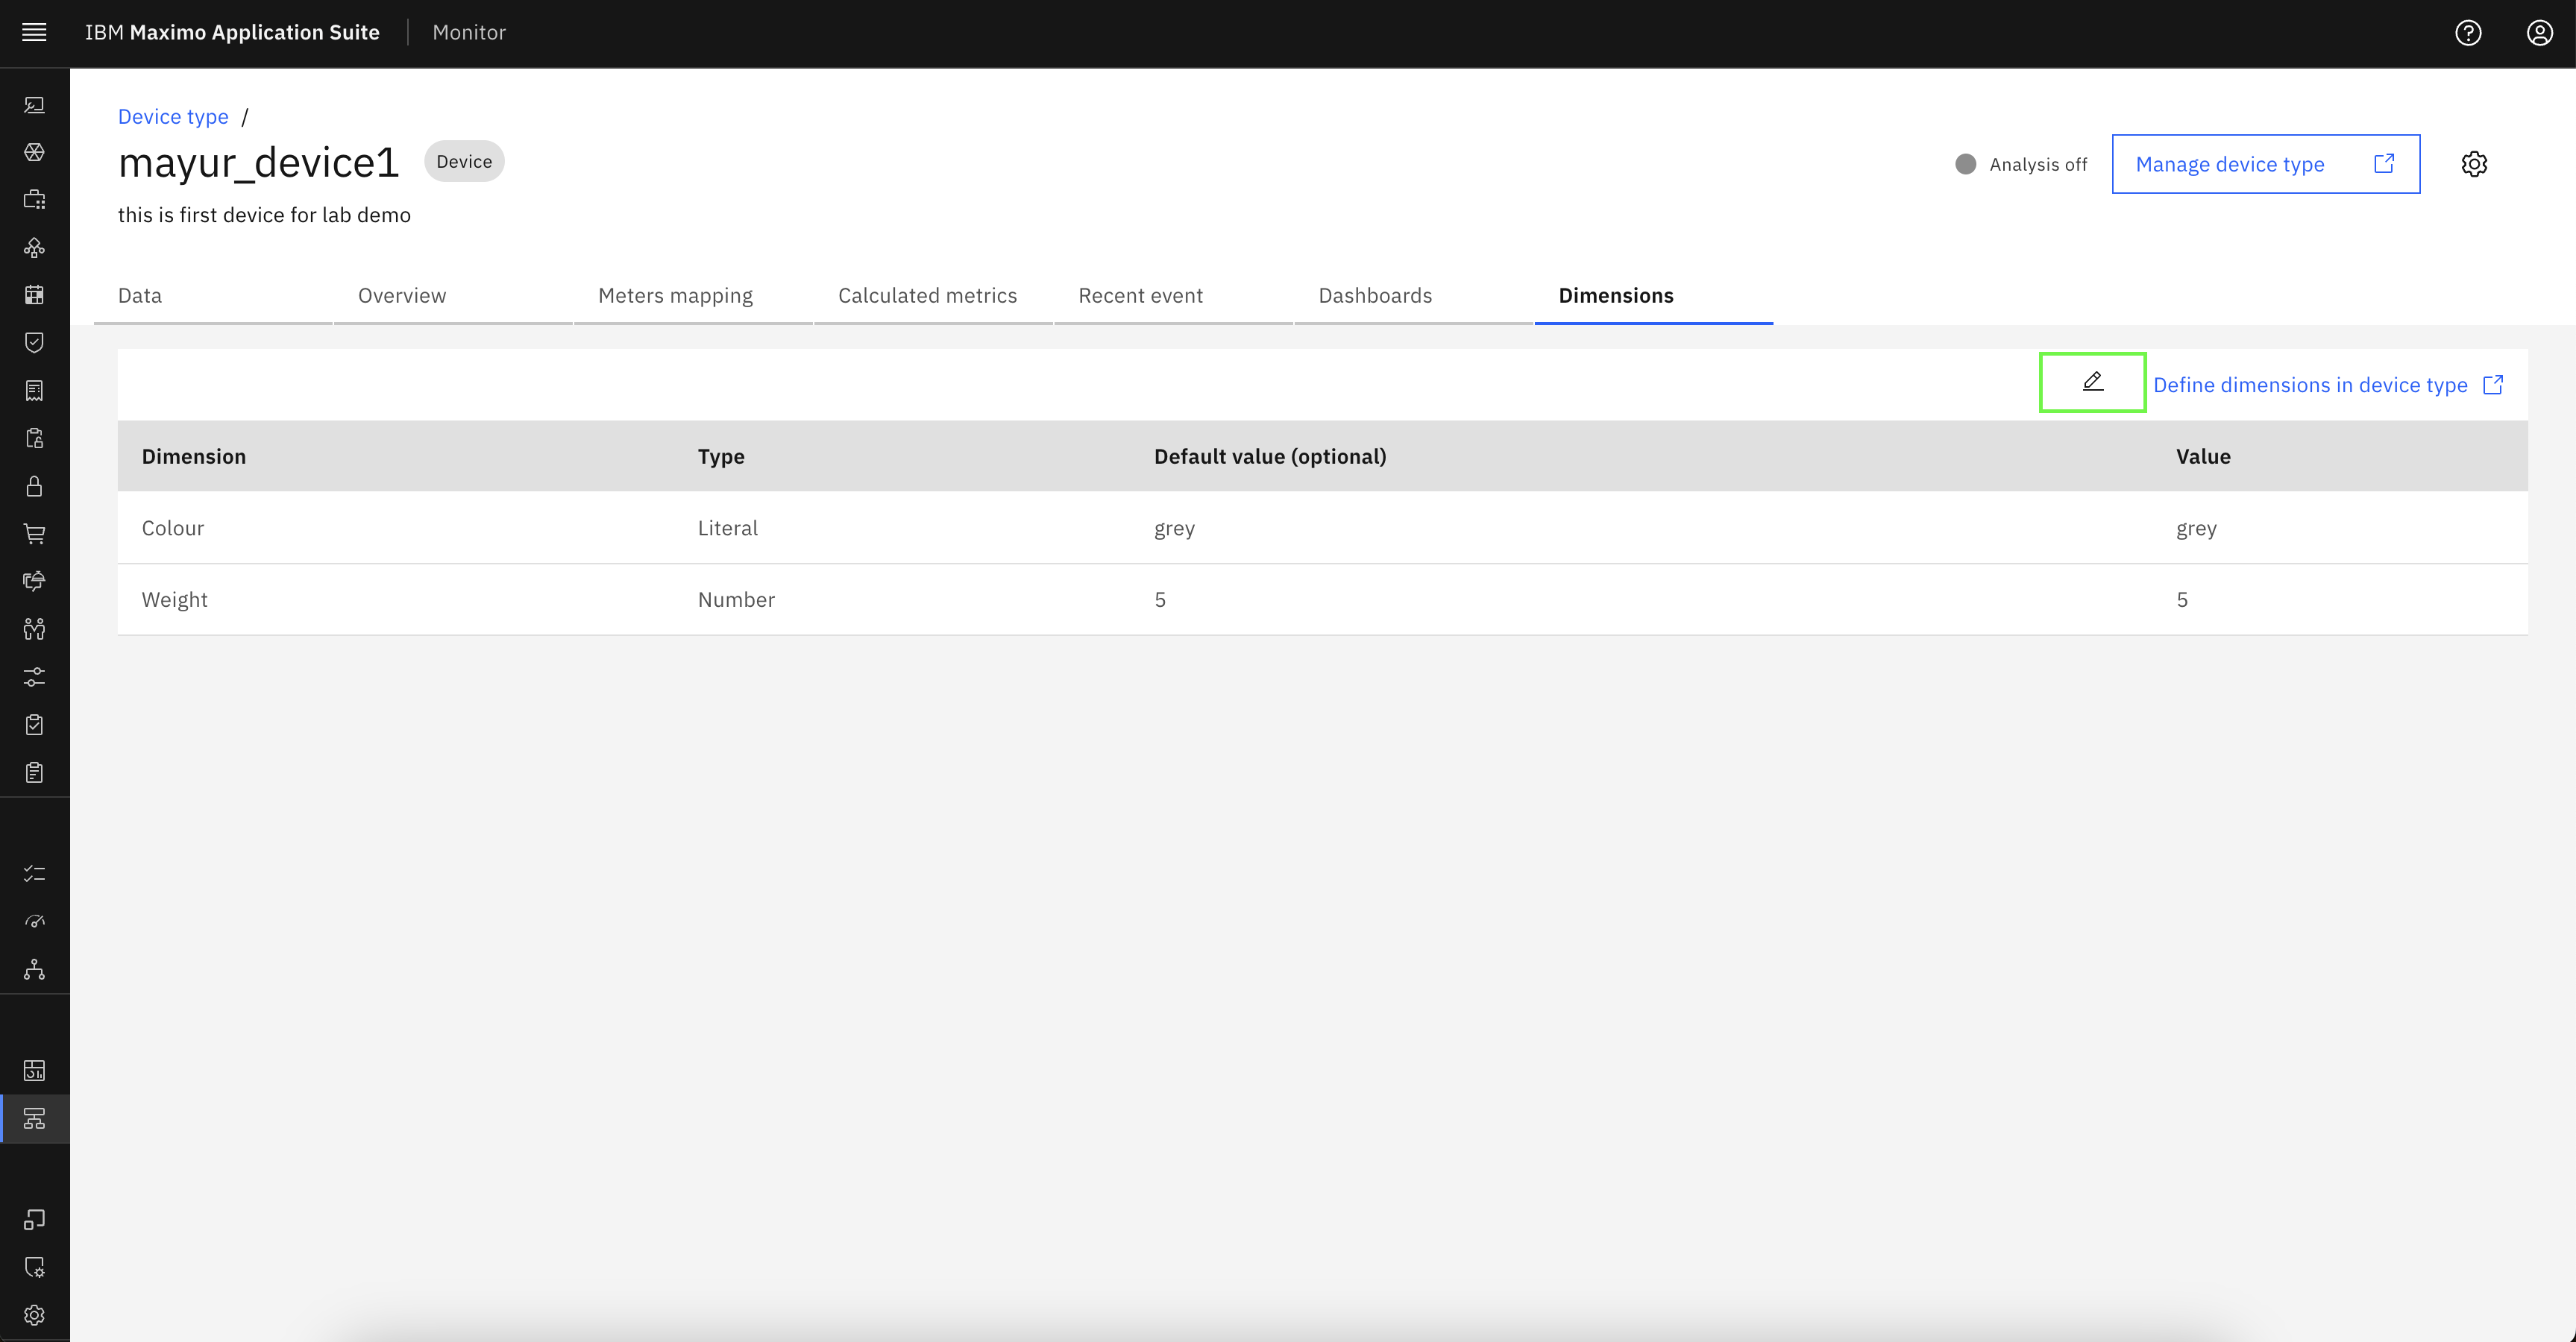 IBM Maximo Application Suite Monitor
Device type /
mayur_device1 Device
Analysis off Manage device type
this is first device for lab demo
Data Overview Meters mapping Calculated metrics Recent event Dashboards Dimensions
Define dimensions in device type
Dimension Type Default value (optional) Value
Colour Literal grey grey
Weight Number 5 5